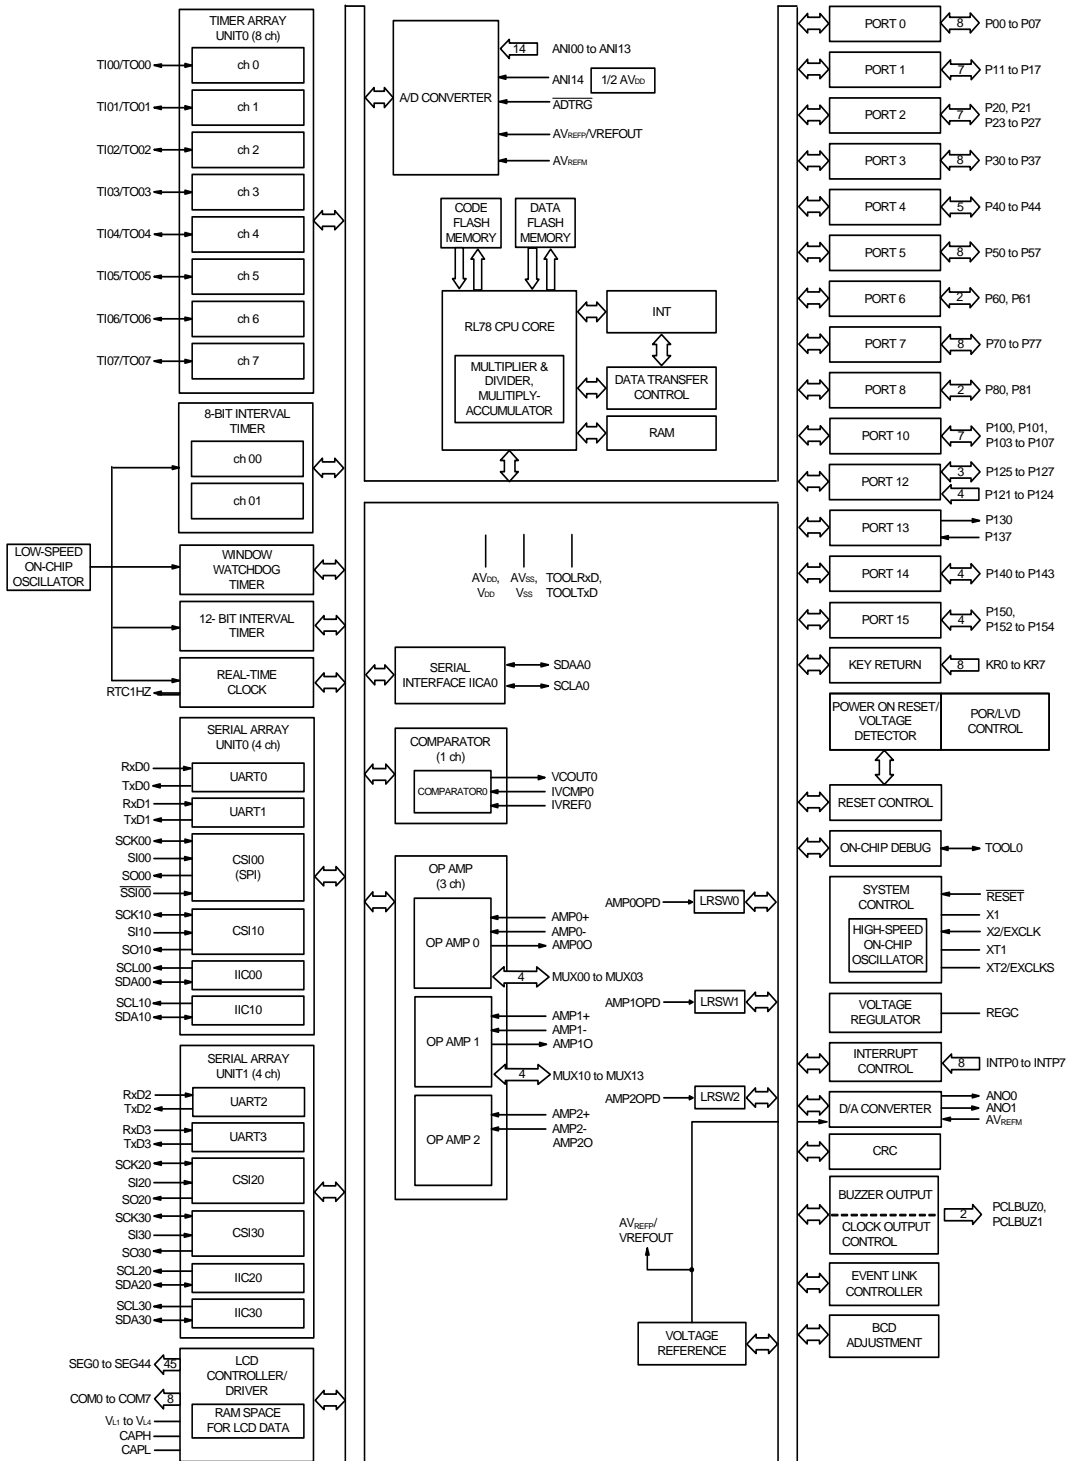 TIMER ARRAY
UNIT0 (8 ch)
TI00/TO00
ch 0
TI01/TO01
ch 1
TI02/TO02
ch 2
TI03/TO03
ch 3
TI04/TO04
ch 4
TI05/TO05
ch 5
TI06/TO06
ch 6
TI07/TO07
ch 7
8-BIT INTERVAL
TIMER
ch 00
ch 01
LOW-SPEED
ON-CHIP
OSCILLATOR
WINDOW
WATCHDOG
TIMER
12- BIT INTERVAL
TIMER
REAL-TIME
CLOCK
RTC1HZ
SERIAL ARRAY
UNIT0 (4 ch)
RxD0
TxD0
UART0
RxD1
TxD1
UART1
SCK00
SI00
SO00
SSI00
CSI00
(SPI)
SCK10
SI10
SO10
CSI10
SCL00
SDA00
IIC00
SCL10
SDA10
IIC10
SERIAL ARRAY
UNIT1 (4 ch)
RxD2
TxD2
UART2
RxD3
TxD3
UART3
SCK20
SI20
SO20
CSI20
SCK30
SI30
SO30
CSI30
SCL20
SDA20
IIC20
SCL30
SDA30
IIC30
SEG0 to SEG44
45
COM0 to COM7
8
VL1 to VL4
CAPH
CAPL
LCD
CONTROLLER/
DRIVER
RAM SPACE
FOR LCD DATA
A/D CONVERTER
14
ANI00 to ANI13
ANI14
1/2 AVDD
ADTRG
AVREFP/VREFOUT
AVREFM
CODE
FLASH
MEMORY
DATA
FLASH
MEMORY
RL78 CPU CORE
MULTIPLIER &
DIVIDER,
MULITIPLY-
ACCUMULATOR
INT
DATA TRANSFER
CONTROL
RAM
AVDD,
VDD
AVSS,
VSS
TOOLRxD,
TOOLTxD
SERIAL
INTERFACE IICA0
SDAA0
SCLA0
COMPARATOR
(1 ch)
COMPARATOR0
VCOUT0
IVCMP0
IVREF0
OP AMP
(3 ch)
OP AMP 0
AMP0+
AMP0-
AMP0O
4
MUX00 to MUX03
OP AMP 1
AMP1+
AMP1-
AMP1O
4
MUX10 to MUX13
OP AMP 2
AMP2+
AMP2-
AMP2O
AMP0OPD
LRSW0
AMP1OPD
LRSW1
AMP2OPD
LRSW2
AVREFP/
VREFOUT
VOLTAGE
REFERENCE
PORT 0
8
P00 to P07
PORT 1
7
P11 to P17
PORT 2
7
P20, P21
P23 to P27
PORT 3
8
P30 to P37
PORT 4
5
P40 to P44
PORT 5
8
P50 to P57
PORT 6
2
P60, P61
PORT 7
8
P70 to P77
PORT 8
2
P80, P81
PORT 10
7
P100, P101,
P103 to P107
PORT 12
3
P125 to P127
4
P121 to P124
PORT 13
P130
P137
PORT 14
4
P140 to P143
PORT 15
4
P150,
P152 to P154
KEY RETURN
8
KR0 to KR7
POWER ON RESET/
VOLTAGE
DETECTOR
POR/LVD
CONTROL
RESET CONTROL
ON-CHIP DEBUG
TOOL0
SYSTEM
CONTROL
HIGH-SPEED
ON-CHIP
OSCILLATOR
RESET
X1
X2/EXCLK
XT1
XT2/EXCLKS
VOLTAGE
REGULATOR
REGC
INTERRUPT
CONTROL
8
INTP0 to INTP7
D/A CONVERTER
ANO0
ANO1
AVREFM
CRC
BUZZER OUTPUT
CLOCK OUTPUT
CONTROL
2
PCLBUZ0,
PCLBUZ1
EVENT LINK
CONTROLLER
BCD
ADJUSTMENT